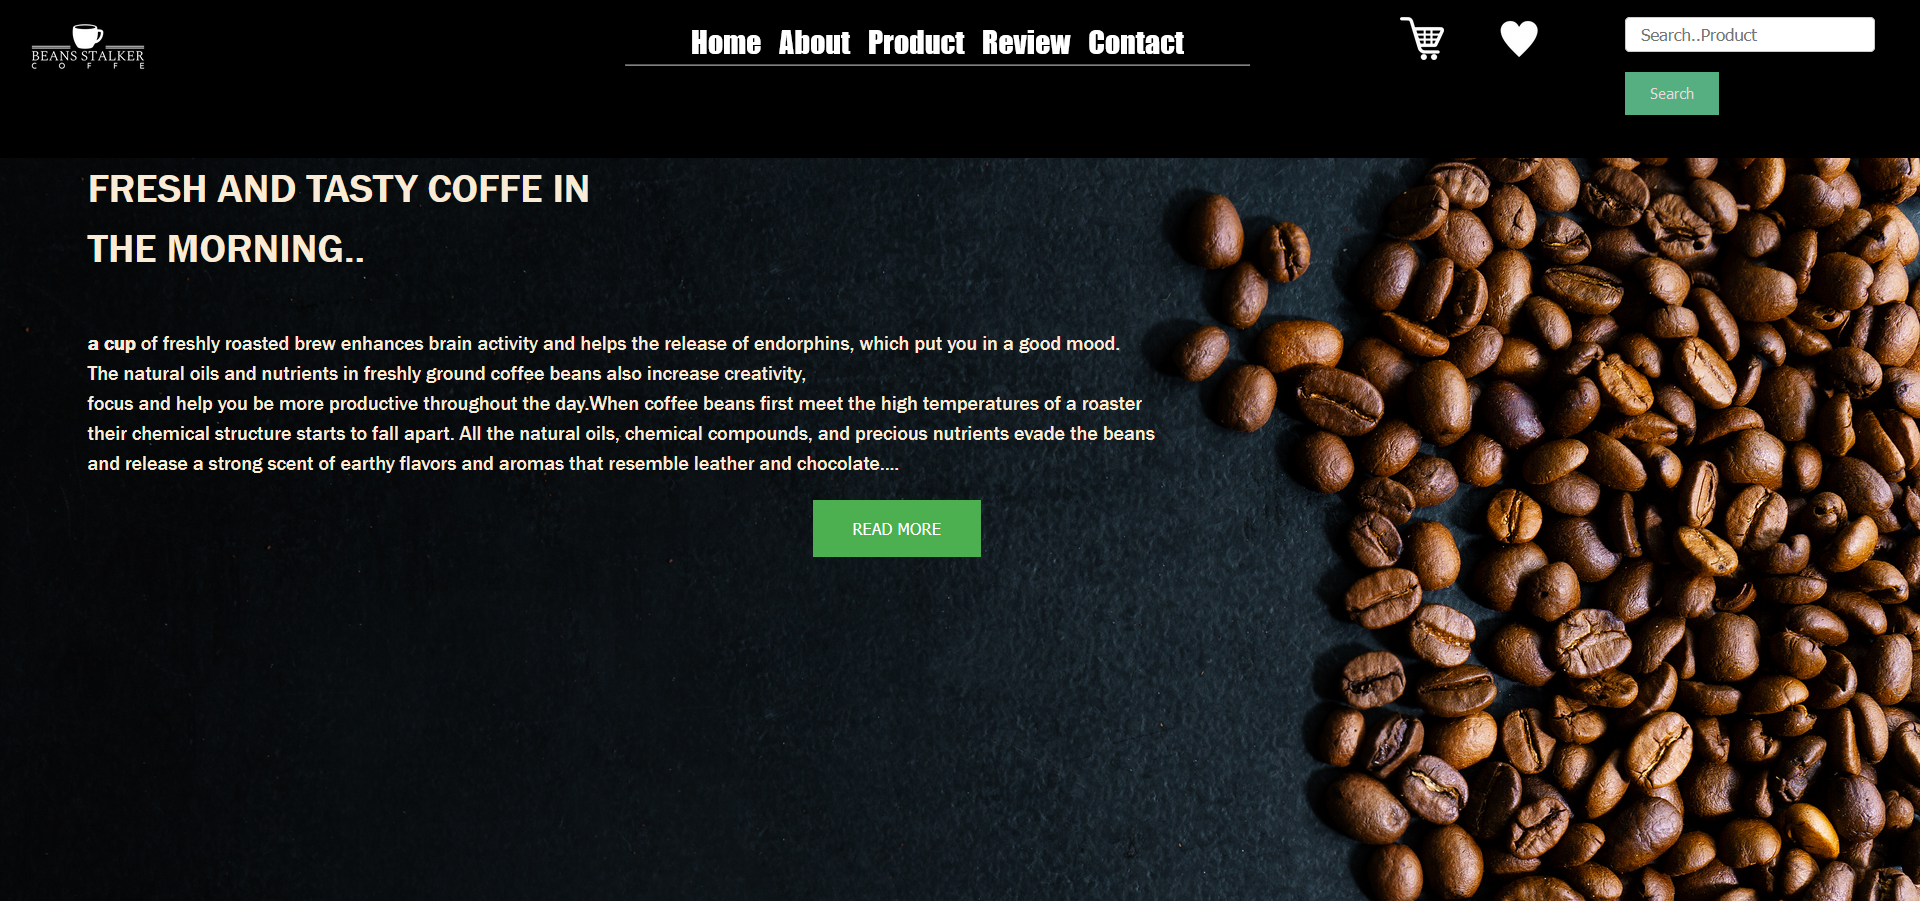 BEANS STALKER
COFFE
Home About Product Review Contact
Search..Product
Search
FRESH AND TASTY COFFE IN
THE MORNING..
a cup of freshly roasted brew enhances brain activity and helps the release of endorphins, which put you in a good mood.
The natural oils and nutrients in freshly ground coffee beans also increase creativity,
focus and help you be more productive throughout the day.When coffee beans first meet the high temperatures of a roaster
their chemical structure starts to fall apart. All the natural oils, chemical compounds, and precious nutrients evade the beans
and release a strong scent of earthy flavors and aromas that resemble leather and chocolate....
READ MORE